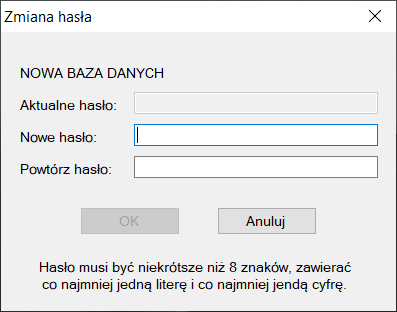 Zmiana hasła
NOWA BAZA DANYCH
Aktualne hasło:
Nowe hasło:
Powtórz hasło:
OK
Anuluj
Hasło musi być niekrótsze niż 8 znaków, zawierać
co najmniej jedną literę i co najmniej jendą cyfrę.